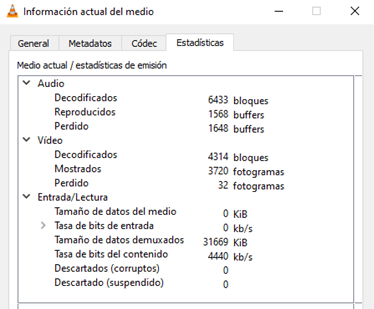 Información actual del medio
General Metadatos Códec Estadísticas
Medio actual / estadísticas de emisión
Audio
Decodificados 6433 bloques
Reproducidos 1568 buffers
Perdido 1648 buffers
Vídeo
Decodificados 4314 bloques
Mostrados 3720 fotogramas
Perdido 32 fotogramas
Entrada/Lectura
Tamaño de datos del medio 0 KiB
Tasa de bits de entrada 0 kb/s
Tamaño de datos demuxados 31669 KiB
Tasa de bits del contenido 4440 kb/s
Descartados (corruptos) 0
Descartado (suspendido) 0